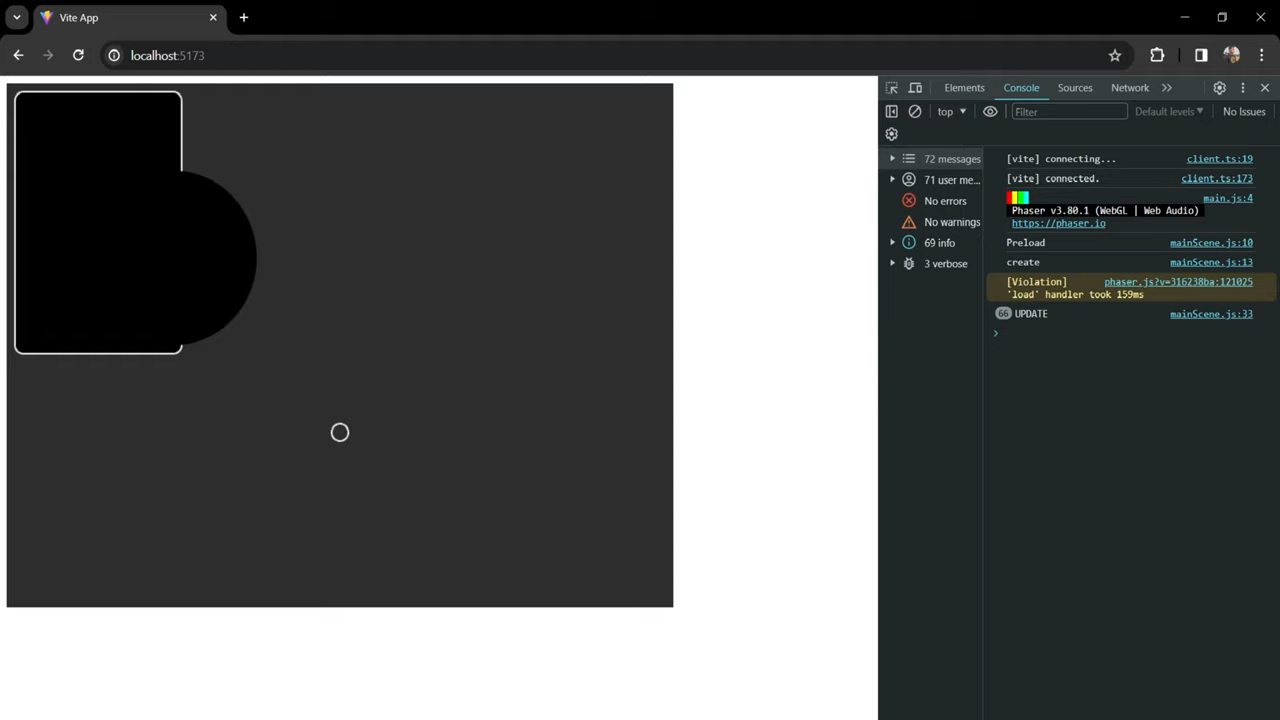 Vite App
localhost:5173
Elements Console Sources Network
top Filter Default levels No Issues
72 messages
71 user me...
No errors
No warnings
69 info
3 verbose
[vite] connecting... client.ts:19
[vite] connected. client.ts:173
main.js:4
Phaser v3.80.1 (WebGL | Web Audio)
https://phaser.io
Preload mainScene.js:10
create mainScene.js:13
[Violation] phaser.js?v=316238ba:121025
'load' handler took 159ms
66 UPDATE mainScene.js:33